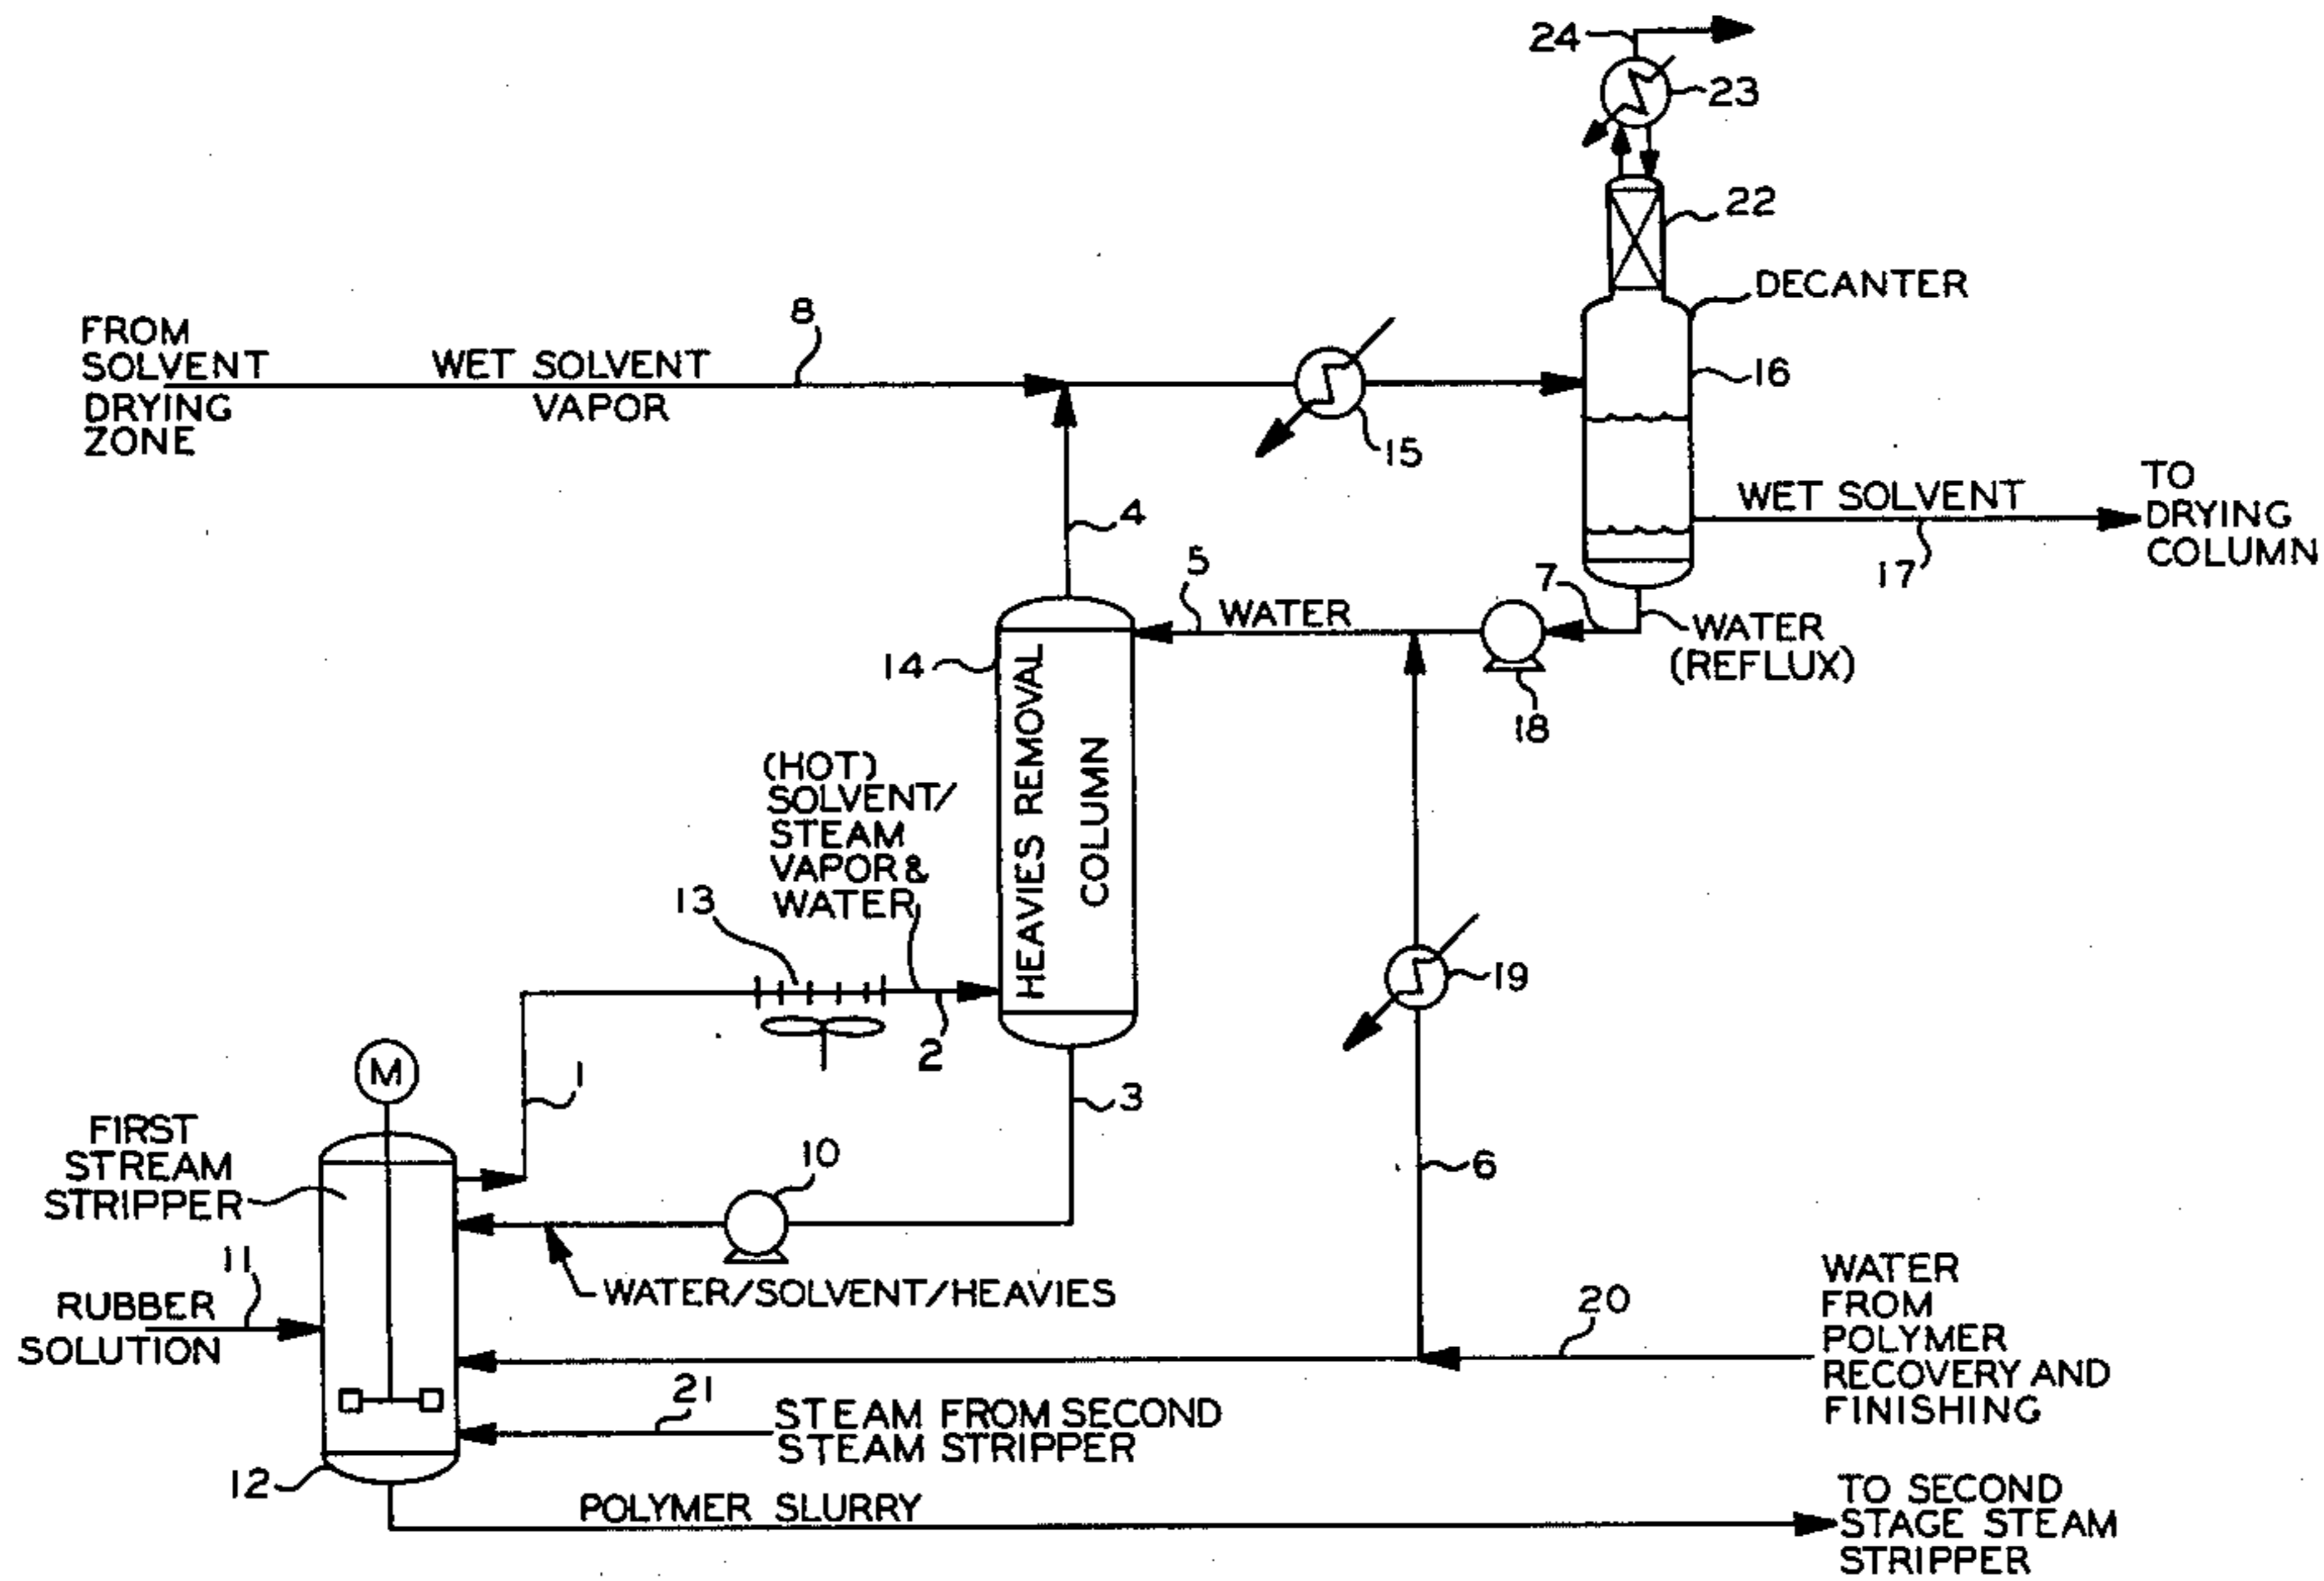 24
23
22
DECANTER
8
FROM
SOLVENT
DRYING
ZONE
WET SOLVENT
VAPOR
16
15
TO
DRYING
COLUMN
WET SOLVENT
17
4
5
WATER
7
WATER
(REFLUX)
14
18
HEAVIES REMOVAL
COLUMN
(HOT)
SOLVENT/
STEAM
VAPOR &
WATER
13
2
19
M
1
3
FIRST
STREAM
STRIPPER
10
6
11
WATER/SOLVENT/HEAVIES
RUBBER
SOLUTION
20
WATER
FROM
POLYMER
RECOVERY AND
FINISHING
21
STEAM FROM SECOND
STEAM STRIPPER
12
POLYMER SLURRY
TO SECOND
STAGE STEAM
STRIPPER